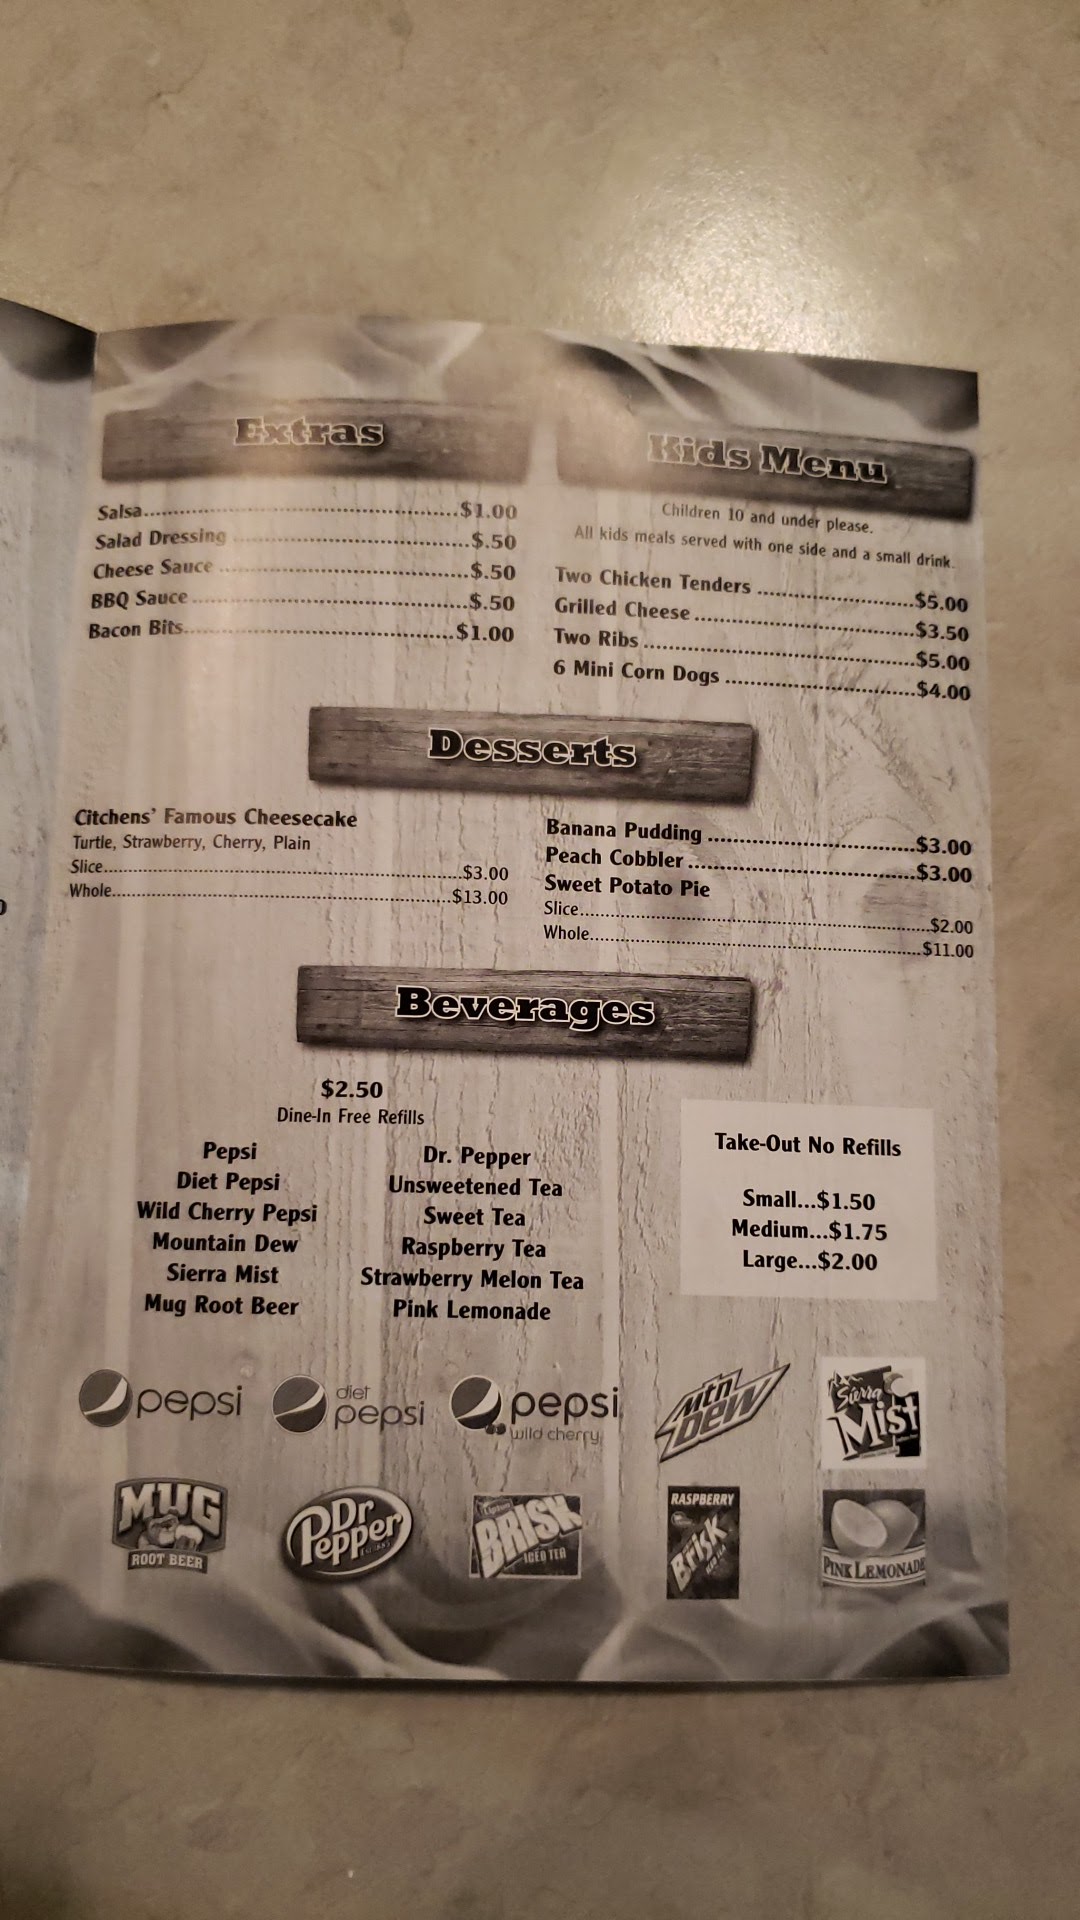 Extras
Salsa..........$1.00
Salad Dressing..........$.50
Cheese Sauce..........$.50
BBQ Sauce..........$.50
Bacon Bits..........$1.00
Kids Menu
Children 10 and under please.
All kids meals served with one side and a small drink.
Two Chicken Tenders..........$5.00
Grilled Cheese..........$3.50
Two Ribs..........$5.00
6 Mini Corn Dogs..........$4.00
Desserts
Citchens' Famous Cheesecake
Turtle, Strawberry, Cherry, Plain
Slice..........$3.00
Whole..........$13.00
Banana Pudding..........$3.00
Peach Cobbler..........$3.00
Sweet Potato Pie
Slice..........$2.00
Whole..........$11.00
Beverages
$2.50
Dine-In Free Refills
Pepsi
Diet Pepsi
Wild Cherry Pepsi
Mountain Dew
Sierra Mist
Mug Root Beer
Dr. Pepper
Unsweetened Tea
Sweet Tea
Raspberry Tea
Strawberry Melon Tea
Pink Lemonade
Take-Out No Refills
Small...$1.50
Medium...$1.75
Large...$2.00
pepsi
diet
pepsi
pepsi
wild cherry
Mtn
Dew
Sierra
Mist
MUG
ROOT BEER
Dr
Pepper
Lipton
BRISK
ICED TEA
RASPBERRY
Brisk
PINK LEMONADE